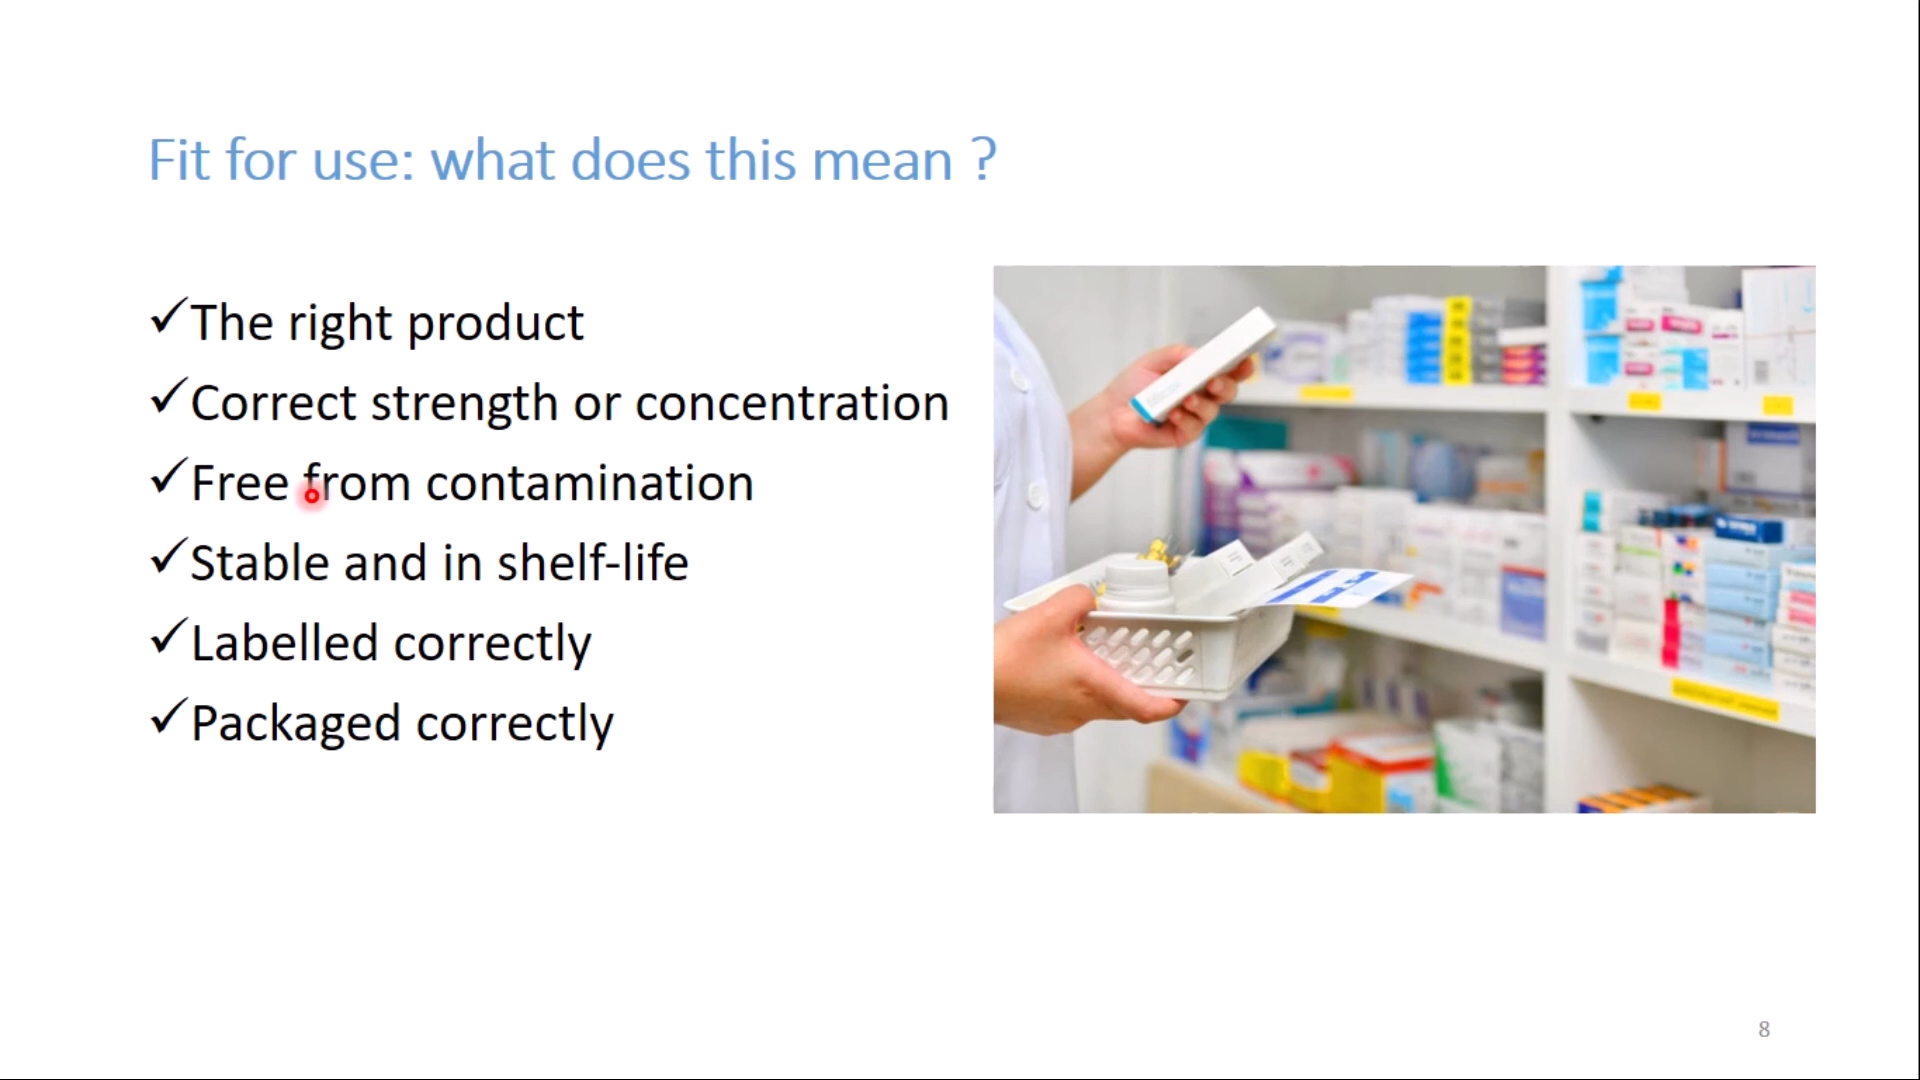 Fit for use: what does this mean ?
✓The right product
✓Correct strength or concentration
✓Free from contamination
✓Stable and in shelf-life
✓Labelled correctly
✓Packaged correctly
8